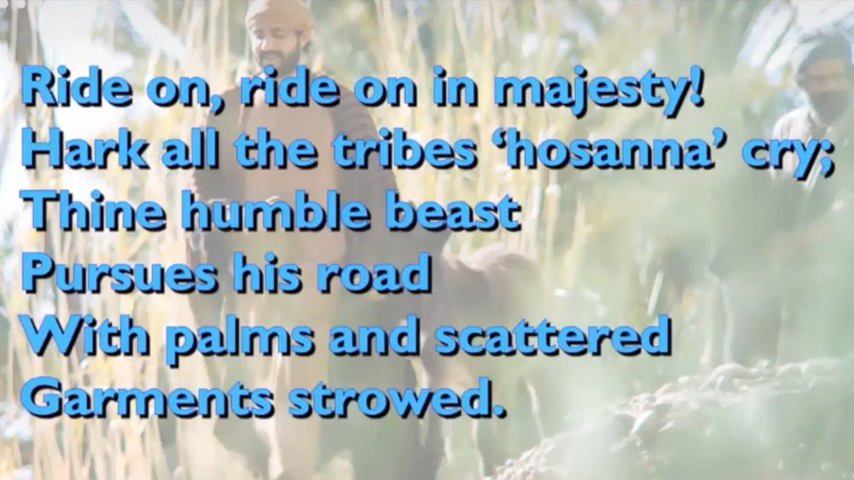 Ride on, ride on in majesty!
Hark all the tribes ‘hosanna’ cry;
Thine humble beast
Pursues his road
With palms and scattered
Garments strowed.